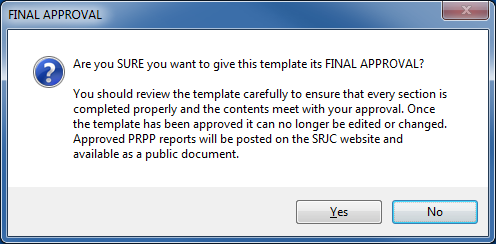 FINAL APPROVAL
Are you SURE you want to give this template its FINAL APPROVAL?
You should review the template carefully to ensure that every section is
completed properly and the contents meet with your approval. Once
the template has been approved it can no longer be edited or changed.
Approved PRPP reports will be posted on the SRJC website and
available as a public document.
Yes
No